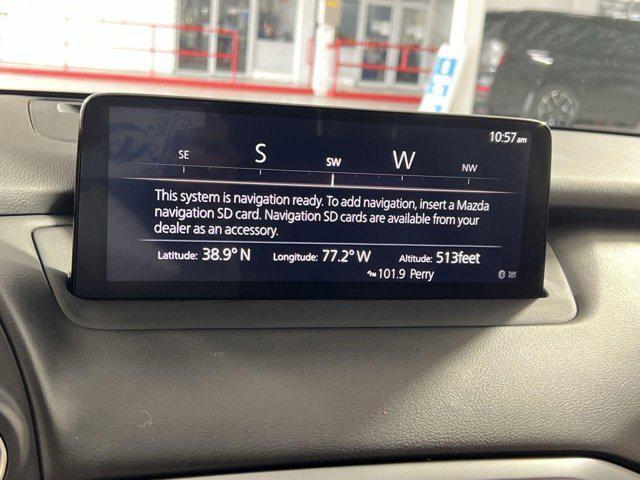 10:57am
SE S SW W NW
This system is navigation ready. To add navigation, insert a Mazda
navigation SD card. Navigation SD cards are available from your
dealer as an accessory.
Latitude: 38.9°N Longitude: 77.2°W Altitude: 513feet
101.9 Perry